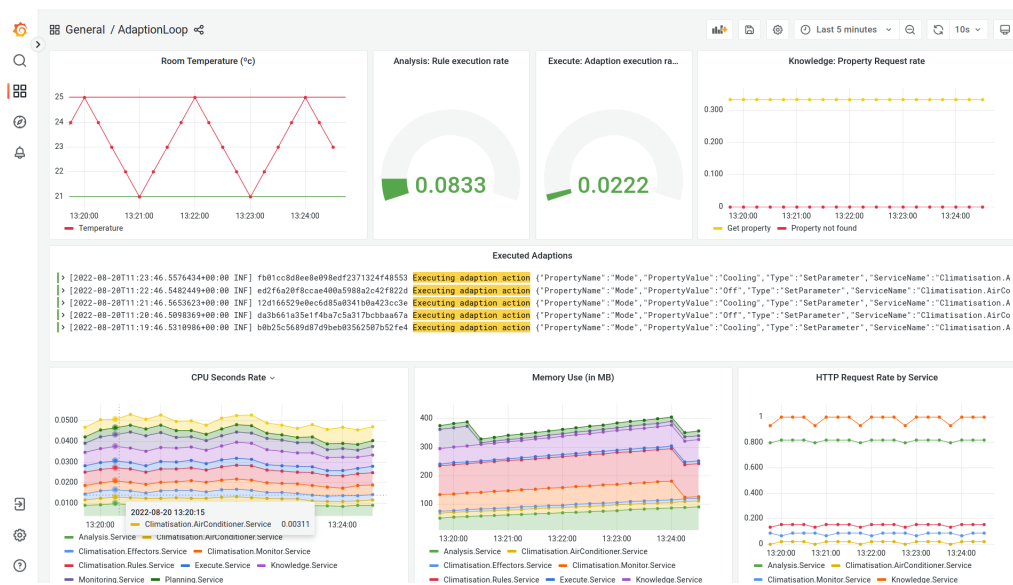 General / AdaptionLoop
Last 5 minutes
10s
Room Temperature (ºc)
25
24
23
22
21
13:20:00 13:21:00 13:22:00 13:23:00 13:24:00
Temperature
Analysis: Rule execution rate
0.0833
Execute: Adaption execution ra...
0.0222
Knowledge: Property Request rate
0.300
0.200
0.100
0
13:20:00 13:21:00 13:22:00 13:23:00 13:24:00
Get property Property not found
Executed Adaptions
> [2022-08-20T11:23:46.5576434+00:00 INF] fb01cc8d8ee8e098edf2371324f48553 Executing adaption action {"PropertyName":"Mode","PropertyValue":"Cooling","Type":"SetParameter","ServiceName":"Climatisation.A
> [2022-08-20T11:22:46.5482449+00:00 INF] ed2f6a20f8ccae400a5988a2c42f822d Executing adaption action {"PropertyName":"Mode","PropertyValue":"Off","Type":"SetParameter","ServiceName":"Climatisation.AirCo
> [2022-08-20T11:21:46.5653623+00:00 INF] 12d166529e0ec6d85a0341b0a423cc3e Executing adaption action {"PropertyName":"Mode","PropertyValue":"Cooling","Type":"SetParameter","ServiceName":"Climatisation.A
> [2022-08-20T11:20:46.5098369+00:00 INF] da3b661a35e1f4ba7c5a317bcbbaa67a Executing adaption action {"PropertyName":"Mode","PropertyValue":"Off","Type":"SetParameter","ServiceName":"Climatisation.AirCo
> [2022-08-20T11:19:46.5310986+00:00 INF] b0b25c5689d87d9beb03562507b52fe4 Executing adaption action {"PropertyName":"Mode","PropertyValue":"Cooling","Type":"SetParameter","ServiceName":"Climatisation.A
CPU Seconds Rate
0.0500
0.0400
0.0300
0.0200
0.0100
13:20:00 13:24:00
2022-08-20 13:20:15
Climatisation.AirConditioner.Service 0.00311
Analysis.Service Climatisation.AirConditioner.Service
Climatisation.Effectors.Service Climatisation.Monitor.Service
Climatisation.Rules.Service Execute.Service Knowledge.Service
Monitoring.Service Planning.Service
Memory Use (in MB)
400
300
200
100
13:20:00 13:21:00 13:22:00 13:23:00 13:24:00
Analysis.Service Climatisation.AirConditioner.Service
Climatisation.Effectors.Service Climatisation.Monitor.Service
Climatisation.Rules.Service Execute.Service Knowledge.Service
HTTP Request Rate by Service
1
0.800
0.600
0.400
0.200
0
13:20:00 13:21:00 13:22:00 13:23:00 13:24:00
Analysis.Service Climatisation.AirConditioner.Service
Climatisation.Monitor.Service Knowledge.Service